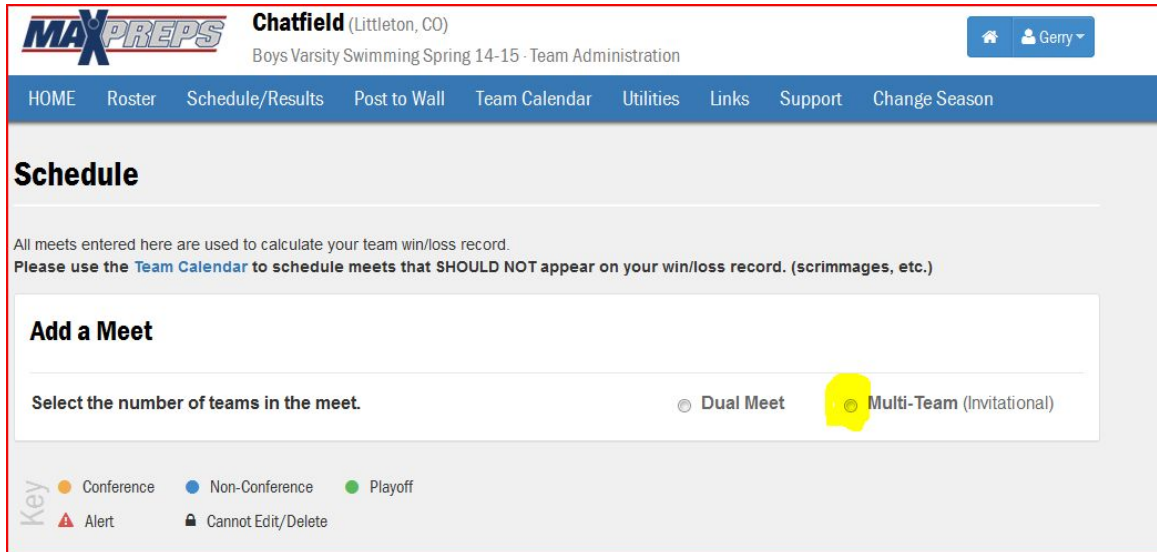 MAXPREPS
Chatfield (Littleton, CO)
Boys Varsity Swimming Spring 14-15 · Team Administration
Gerry
HOME Roster Schedule/Results Post to Wall Team Calendar Utilities Links Support Change Season
Schedule
All meets entered here are used to calculate your team win/loss record.
Please use the Team Calendar to schedule meets that SHOULD NOT appear on your win/loss record. (scrimmages, etc.)
Add a Meet
Select the number of teams in the meet. Dual Meet Multi-Team (Invitational)
Key
Conference Non-Conference Playoff
Alert Cannot Edit/Delete